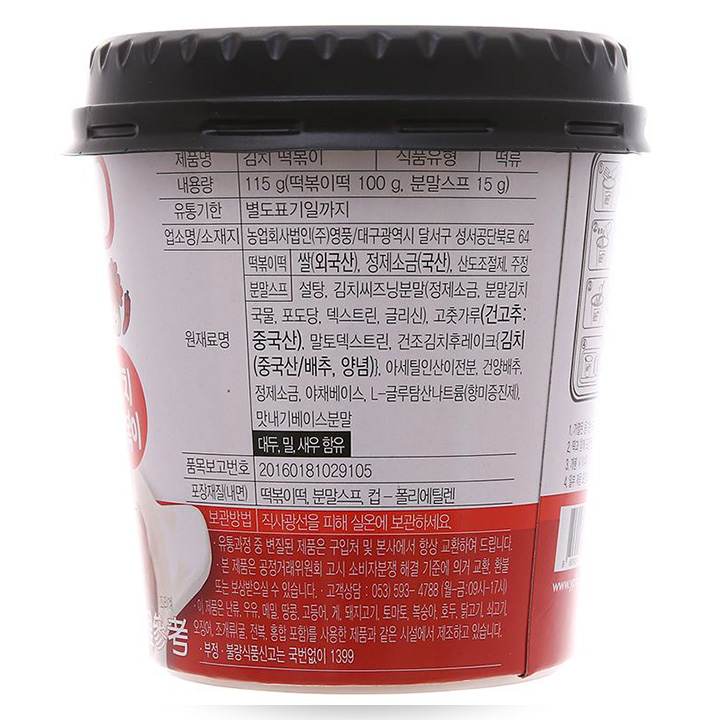 제품명 김치 떡볶이 식품유형 떡류
내용량 115 g(떡볶이떡 100 g, 분말스프 15 g)
유통기한 별도표기일까지
업소명/소재지 농업회사법인(주)영풍/대구광역시 달서구 성서공단북로 64
원재료명
떡볶이떡 쌀(외국산), 정제소금(국산), 산도조절제, 주정
분말스프 설탕, 김치씨즈닝분말(정제소금, 분말김치
국물, 포도당, 덱스트린, 글리신), 고춧가루(건고추:
중국산), 말토덱스트린, 건조김치후레이크{김치
(중국산/배추, 양념)}, 아세틸인산이전분, 건양배추,
정제소금, 야채베이스, L-글루탐산나트륨(향미증진제),
맛내기베이스분말
대두, 밀, 새우 함유
품목보고번호 20160181029105
포장재질(내면) 떡볶이떡, 분말스프, 컵-폴리에틸렌
보관방법 직사광선을 피해 실온에 보관하세요.
· 유통과정 중 변질된 제품은 구입처 및 본사에서 항상 교환하여 드립니다.
· 본 제품은 공정거래위원회 고시 소비자분쟁 해결 기준에 의거 교환, 환불
또는 보상받으실 수 있습니다. · 고객상담 : 053) 593- 4788 (월~금:09시~17시)
· 이 제품은 난류, 우유, 메밀, 땅콩, 고등어, 게, 돼지고기, 토마토, 복숭아, 호두, 닭고기, 쇠고기,
오징어, 조개류(굴, 전복, 홍합 포함)를 사용한 제품과 같은 시설에서 제조하고 있습니다.
· 부정·불량식품신고는 국번없이 1399
參考